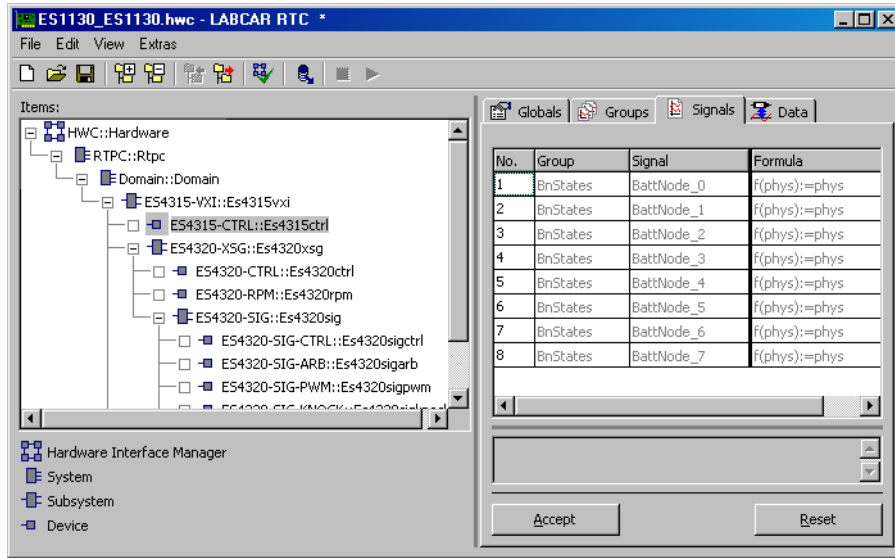 ES1130_ES1130.hwc - LABCAR RTC *
File Edit View Extras
Items:
HWC::Hardware
RTPC::Rtpc
Domain::Domain
ES4315-VXI::Es4315vxi
ES4315-CTRL::Es4315ctrl
ES4320-XSG::Es4320xsg
ES4320-CTRL::Es4320ctrl
ES4320-RPM::Es4320rpm
ES4320-SIG::Es4320sig
ES4320-SIG-CTRL::Es4320sigctrl
ES4320-SIG-ARB::Es4320sigarb
ES4320-SIG-PWM::Es4320sigpwm
Hardware Interface Manager
System
Subsystem
Device
Globals Groups Signals Data
No. Group Signal Formula
1 BnStates BattNode_0 f(phys):=phys
2 BnStates BattNode_1 f(phys):=phys
3 BnStates BattNode_2 f(phys):=phys
4 BnStates BattNode_3 f(phys):=phys
5 BnStates BattNode_4 f(phys):=phys
6 BnStates BattNode_5 f(phys):=phys
7 BnStates BattNode_6 f(phys):=phys
8 BnStates BattNode_7 f(phys):=phys
Accept Reset